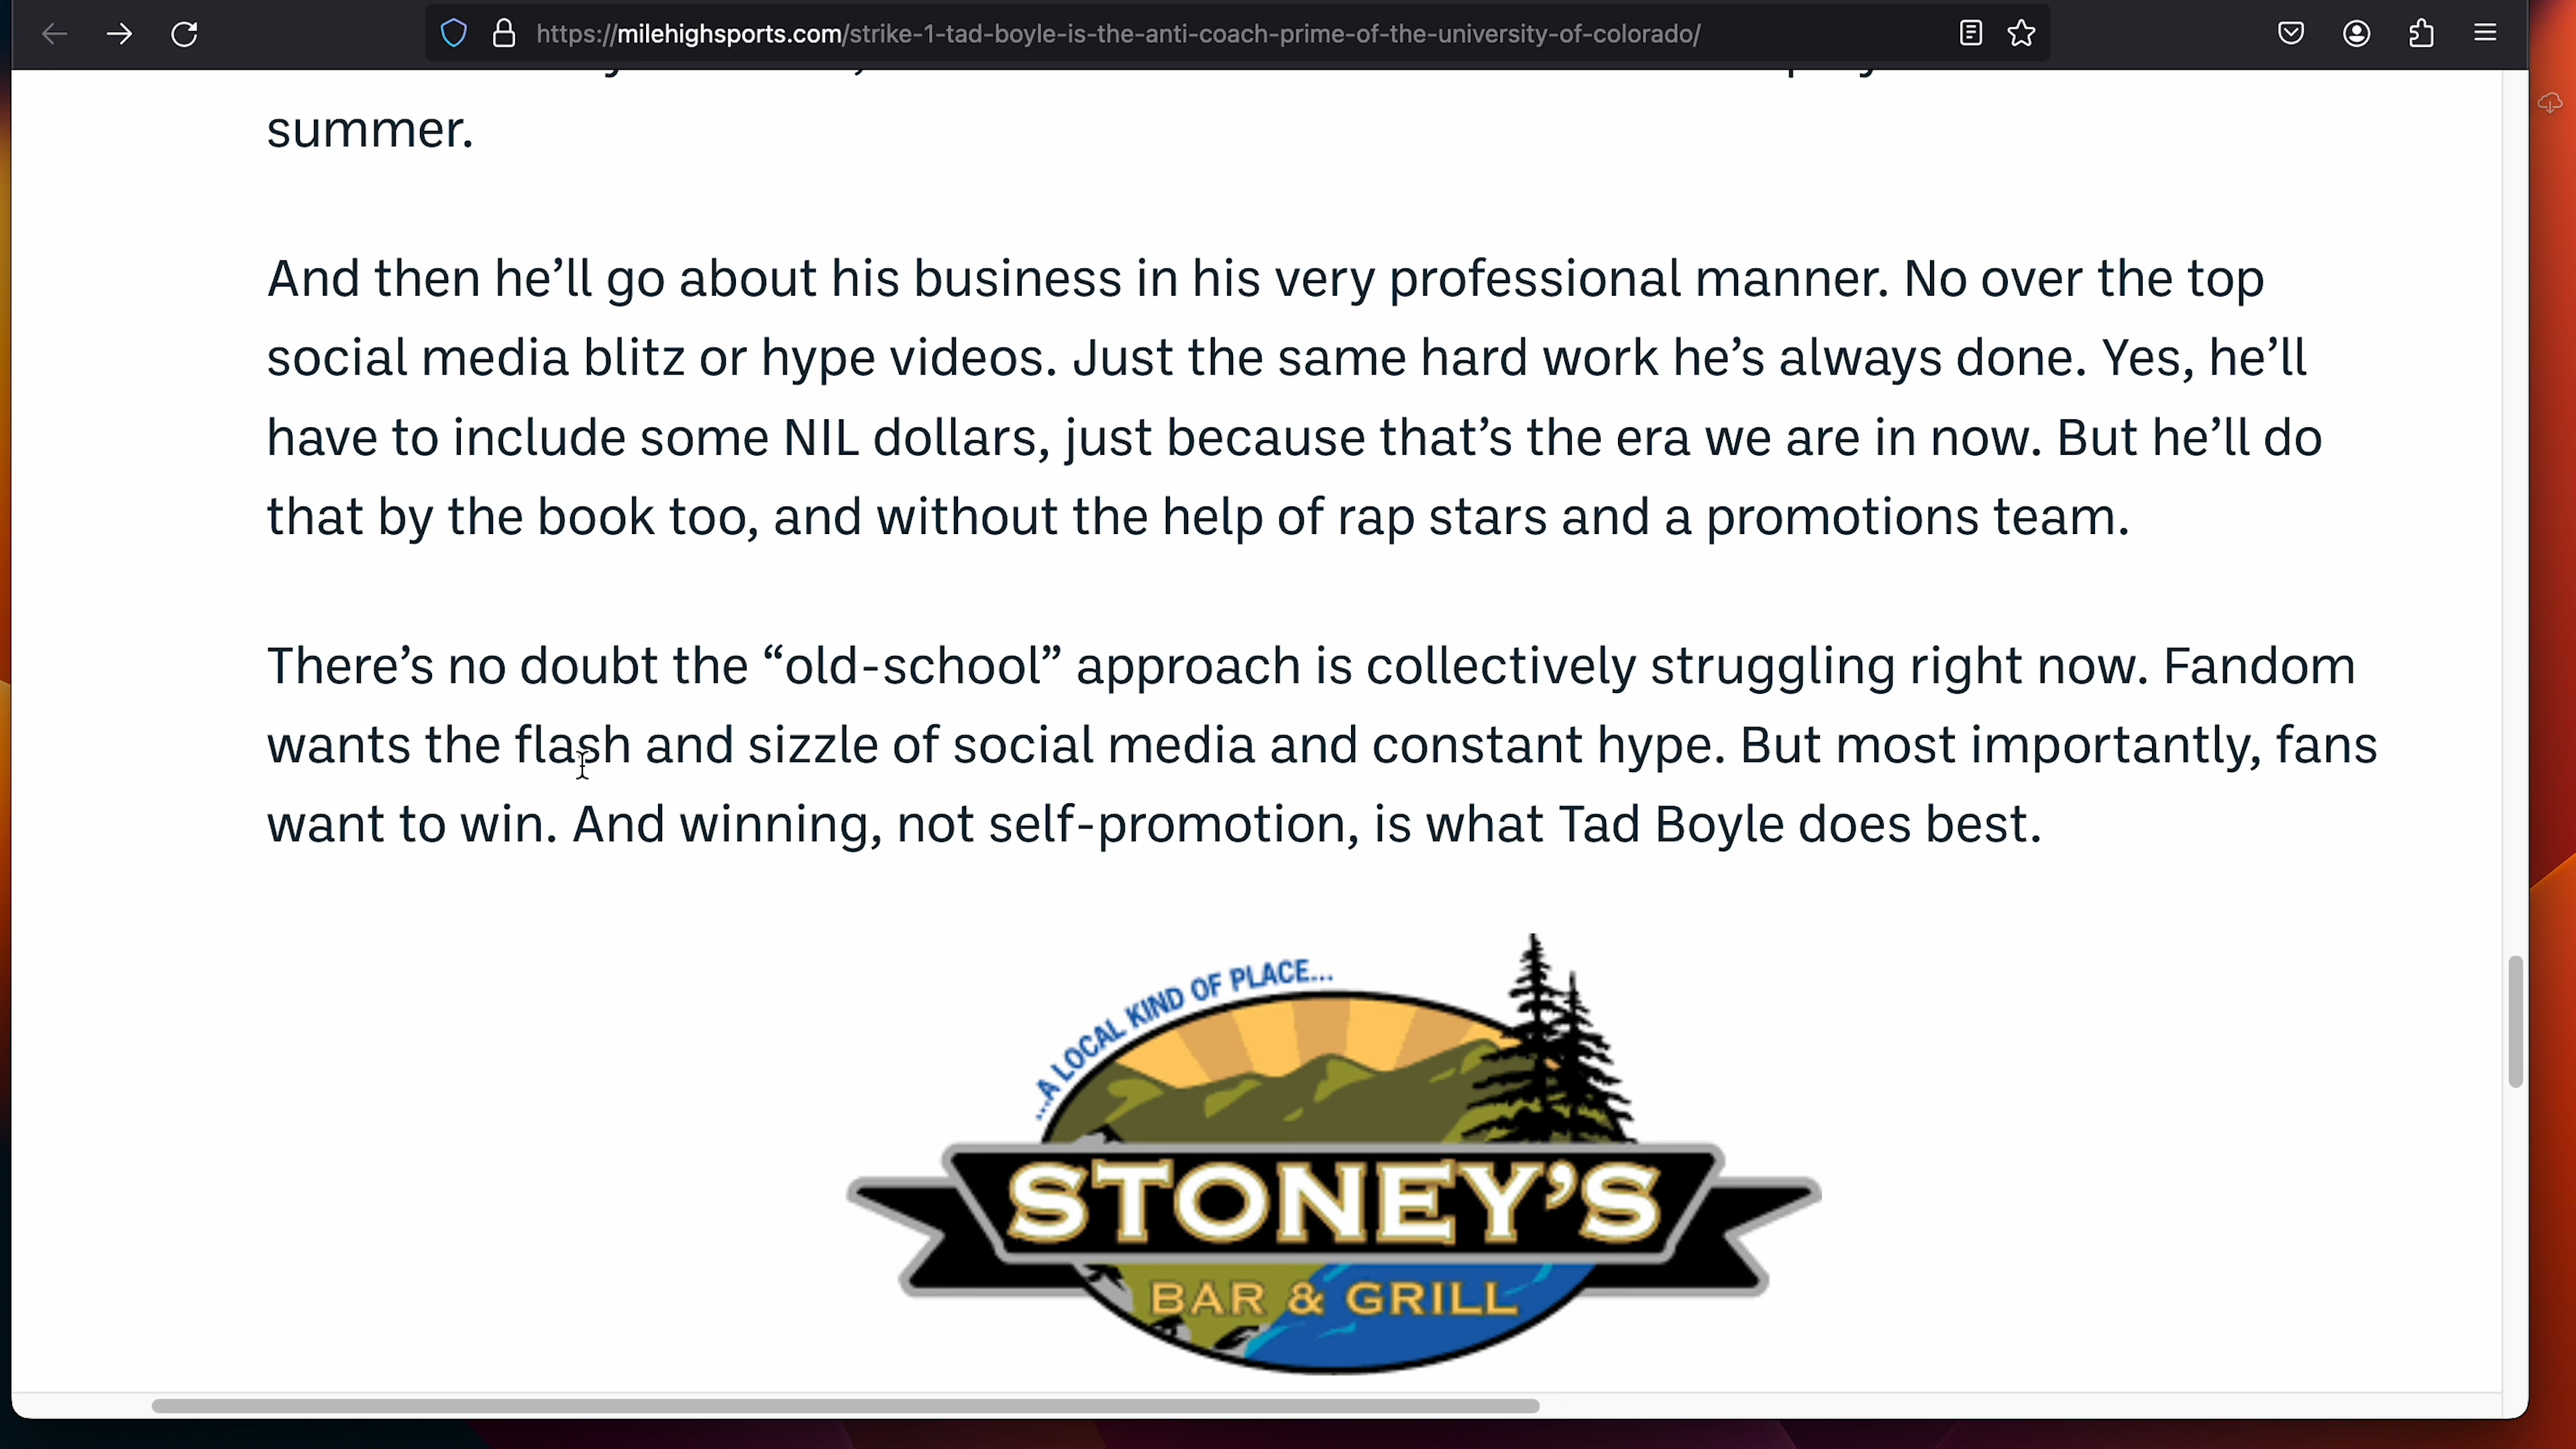 https://milehighsports.com/strike-1-tad-boyle-is-the-anti-coach-prime-of-the-university-of-colorado/
summer.
And then he’ll go about his business in his very professional manner. No over the top
social media blitz or hype videos. Just the same hard work he’s always done. Yes, he’ll
have to include some NIL dollars, just because that’s the era we are in now. But he’ll do
that by the book too, and without the help of rap stars and a promotions team.
There’s no doubt the “old-school” approach is collectively struggling right now. Fandom
wants the flash and sizzle of social media and constant hype. But most importantly, fans
want to win. And winning, not self-promotion, is what Tad Boyle does best.
...A LOCAL KIND OF PLACE...
STONEY’S
BAR & GRILL